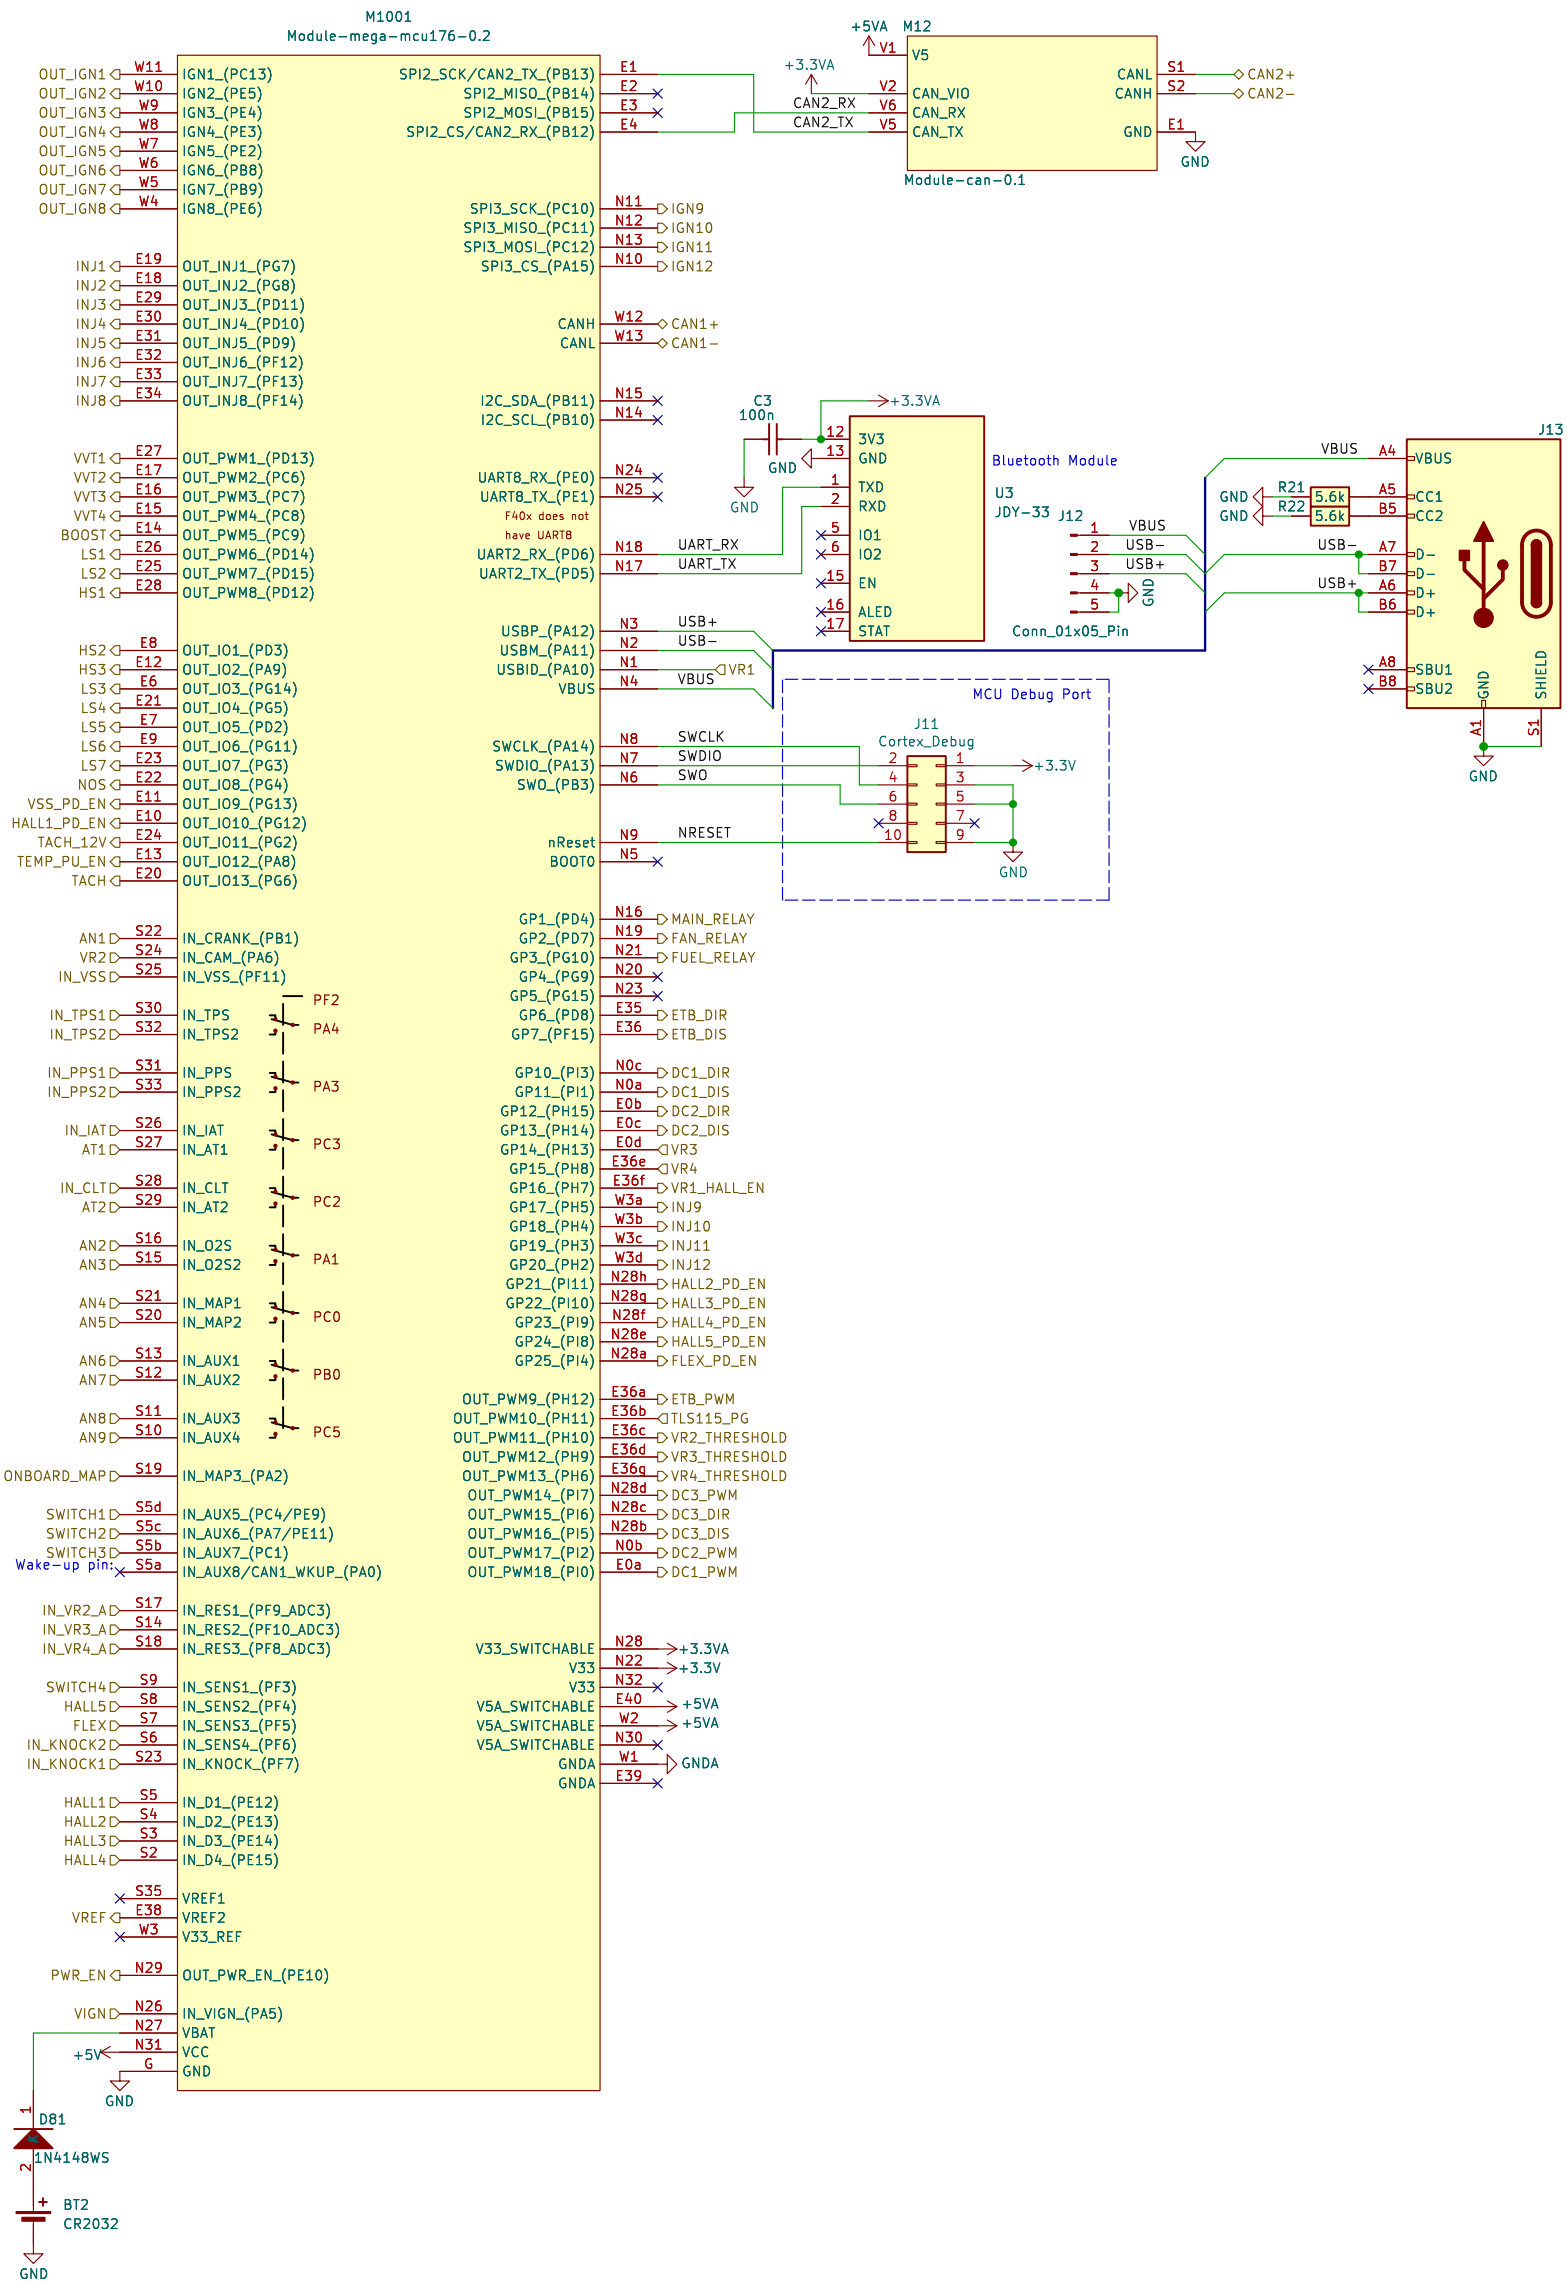 M1001
Module-mega-mcu176-0.2
OUT_IGN1 W11 IGN1_(PC13)
OUT_IGN2 W10 IGN2_(PE5)
OUT_IGN3 W9 IGN3_(PE4)
OUT_IGN4 W8 IGN4_(PE3)
OUT_IGN5 W7 IGN5_(PE2)
OUT_IGN6 W6 IGN6_(PB8)
OUT_IGN7 W5 IGN7_(PB9)
OUT_IGN8 W4 IGN8_(PE6)
INJ1 E19 OUT_INJ1_(PG7)
INJ2 E18 OUT_INJ2_(PG8)
INJ3 E29 OUT_INJ3_(PD11)
INJ4 E30 OUT_INJ4_(PD10)
INJ5 E31 OUT_INJ5_(PD9)
INJ6 E32 OUT_INJ6_(PF12)
INJ7 E33 OUT_INJ7_(PF13)
INJ8 E34 OUT_INJ8_(PF14)
VVT1 E27 OUT_PWM1_(PD13)
VVT2 E17 OUT_PWM2_(PC6)
VVT3 E16 OUT_PWM3_(PC7)
VVT4 E15 OUT_PWM4_(PC8)
BOOST E14 OUT_PWM5_(PC9)
LS1 E26 OUT_PWM6_(PD14)
LS2 E25 OUT_PWM7_(PD15)
HS1 E28 OUT_PWM8_(PD12)
HS2 E8 OUT_IO1_(PD3)
HS3 E12 OUT_IO2_(PA9)
LS3 E6 OUT_IO3_(PG14)
LS4 E21 OUT_IO4_(PG5)
LS5 E7 OUT_IO5_(PD2)
LS6 E9 OUT_IO6_(PG11)
LS7 E23 OUT_IO7_(PG3)
NOS E22 OUT_IO8_(PG4)
VSS_PD_EN E11 OUT_IO9_(PG13)
HALL1_PD_EN E10 OUT_IO10_(PG12)
TACH_12V E24 OUT_IO11_(PG2)
TEMP_PU_EN E13 OUT_IO12_(PA8)
TACH E20 OUT_IO13_(PG6)
AN1 S22 IN_CRANK_(PB1)
VR2 S24 IN_CAM_(PA6)
IN_VSS S25 IN_VSS_(PF11)
PF2
IN_TPS1 S30 IN_TPS
PA4
IN_TPS2 S32 IN_TPS2
IN_PPS1 S31 IN_PPS
PA3
IN_PPS2 S33 IN_PPS2
IN_IAT S26 IN_IAT
PC3
AT1 S27 IN_AT1
IN_CLT S28 IN_CLT
PC2
AT2 S29 IN_AT2
AN2 S16 IN_O2S
PA1
AN3 S15 IN_O2S2
AN4 S21 IN_MAP1
PC0
AN5 S20 IN_MAP2
AN6 S13 IN_AUX1
PB0
AN7 S12 IN_AUX2
AN8 S11 IN_AUX3
PC5
AN9 S10 IN_AUX4
ONBOARD_MAP S19 IN_MAP3_(PA2)
SWITCH1 S5d IN_AUX5_(PC4/PE9)
SWITCH2 S5c IN_AUX6_(PA7/PE11)
SWITCH3 S5b IN_AUX7_(PC1)
Wake-up pin:
S5a IN_AUX8/CAN1_WKUP_(PA0)
IN_VR2_A S17 IN_RES1_(PF9_ADC3)
IN_VR3_A S14 IN_RES2_(PF10_ADC3)
IN_VR4_A S18 IN_RES3_(PF8_ADC3)
SWITCH4 S9 IN_SENS1_(PF3)
HALL5 S8 IN_SENS2_(PF4)
FLEX S7 IN_SENS3_(PF5)
IN_KNOCK2 S6 IN_SENS4_(PF6)
IN_KNOCK1 S23 IN_KNOCK_(PF7)
HALL1 S5 IN_D1_(PE12)
HALL2 S4 IN_D2_(PE13)
HALL3 S3 IN_D3_(PE14)
HALL4 S2 IN_D4_(PE15)
S35 VREF1
VREF E38 VREF2
W3 V33_REF
PWR_EN N29 OUT_PWR_EN_(PE10)
VIGN N26 IN_VIGN_(PA5)
N27 VBAT
+5V N31 VCC
G GND
GND
1
D81
1N4148WS
2
+
BT2
CR2032
GND
SPI2_SCK/CAN2_TX_(PB13) E1
SPI2_MISO_(PB14) E2
SPI2_MOSI_(PB15) E3
SPI2_CS/CAN2_RX_(PB12) E4
SPI3_SCK_(PC10) N11 IGN9
SPI3_MISO_(PC11) N12 IGN10
SPI3_MOSI_(PC12) N13 IGN11
SPI3_CS_(PA15) N10 IGN12
CANH W12 CAN1+
CANL W13 CAN1-
I2C_SDA_(PB11) N15
I2C_SCL_(PB10) N14
UART8_RX_(PE0) N24
UART8_TX_(PE1) N25
F40x does not
have UART8
UART2_RX_(PD6) N18 UART_RX
UART2_TX_(PD5) N17 UART_TX
USBP_(PA12) N3 USB+
USBM_(PA11) N2 USB-
USBID_(PA10) N1 VR1
VBUS N4 VBUS
SWCLK_(PA14) N8 SWCLK
SWDIO_(PA13) N7 SWDIO
SWO_(PB3) N6 SWO
nReset N9 NRESET
BOOT0 N5
GP1_(PD4) N16 MAIN_RELAY
GP2_(PD7) N19 FAN_RELAY
GP3_(PG10) N21 FUEL_RELAY
GP4_(PG9) N20
GP5_(PG15) N23
GP6_(PD8) E35 ETB_DIR
GP7_(PF15) E36 ETB_DIS
GP10_(PI3) N0c DC1_DIR
GP11_(PI1) N0a DC1_DIS
GP12_(PH15) E0b DC2_DIR
GP13_(PH14) E0c DC2_DIS
GP14_(PH13) E0d VR3
GP15_(PH8) E36e VR4
GP16_(PH7) E36f VR1_HALL_EN
GP17_(PH5) W3a INJ9
GP18_(PH4) W3b INJ10
GP19_(PH3) W3c INJ11
GP20_(PH2) W3d INJ12
GP21_(PI11) N28h HALL2_PD_EN
GP22_(PI10) N28g HALL3_PD_EN
GP23_(PI9) N28f HALL4_PD_EN
GP24_(PI8) N28e HALL5_PD_EN
GP25_(PI4) N28a FLEX_PD_EN
OUT_PWM9_(PH12) E36a ETB_PWM
OUT_PWM10_(PH11) E36b TLS115_PG
OUT_PWM11_(PH10) E36c VR2_THRESHOLD
OUT_PWM12_(PH9) E36d VR3_THRESHOLD
OUT_PWM13_(PH6) E36g VR4_THRESHOLD
OUT_PWM14_(PI7) N28d DC3_PWM
OUT_PWM15_(PI6) N28c DC3_DIR
OUT_PWM16_(PI5) N28b DC3_DIS
OUT_PWM17_(PI2) N0b DC2_PWM
OUT_PWM18_(PI0) E0a DC1_PWM
V33_SWITCHABLE N28 +3.3VA
V33 N22 +3.3V
V33 N32
V5A_SWITCHABLE E40 +5VA
V5A_SWITCHABLE W2 +5VA
V5A_SWITCHABLE N30
GNDA W1 GNDA
GNDA E39
+5VA M12
V1 V5
+3.3VA
V2 CAN_VIO
CAN2_RX V6 CAN_RX
CAN2_TX V5 CAN_TX
CANL S1 CAN2+
CANH S2 CAN2-
GND E1
GND
Module-can-0.1
C3
100n
GND
+3.3VA
12 3V3
GND 13 GND
1 TXD
2 RXD
5 IO1
6 IO2
15 EN
16 ALED
17 STAT
Bluetooth Module
U3
JDY-33
J12
1 VBUS
2 USB-
3 USB+
4
5
GND
Conn_01x05_Pin
J13
VBUS A4 VBUS
GND R21 5.6k A5 CC1
GND R22 5.6k B5 CC2
USB- A7 D-
B7 D-
USB+ A6 D+
B6 D+
A8 SBU1
B8 SBU2
GND
SHIELD
A1
S1
GND
MCU Debug Port
J11
Cortex_Debug
2 1 +3.3V
4 3
6 5
8 7
10 9
GND